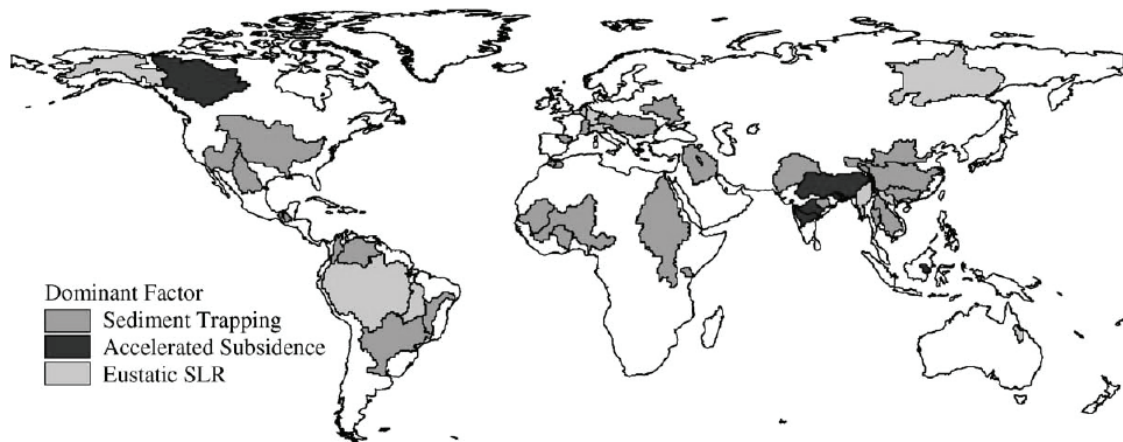 Dominant Factor
Sediment Trapping
Accelerated Subsidence
Eustatic SLR